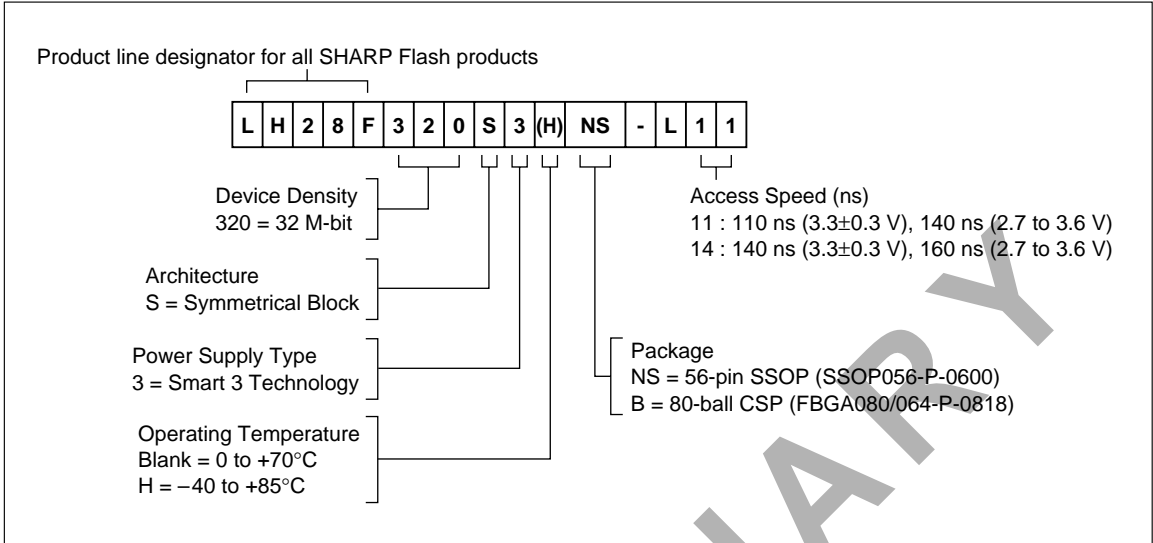 Product line designator for all SHARP Flash products
L H 2 8 F 3 2 0 S 3 (H) NS - L 1 1
Device Density
320 = 32 M-bit
Access Speed (ns)
11 : 110 ns (3.3±0.3 V), 140 ns (2.7 to 3.6 V)
14 : 140 ns (3.3±0.3 V), 160 ns (2.7 to 3.6 V)
Architecture
S = Symmetrical Block
Power Supply Type
3 = Smart 3 Technology
Package
NS = 56-pin SSOP (SSOP056-P-0600)
B = 80-ball CSP (FBGA080/064-P-0818)
Operating Temperature
Blank = 0 to +70°C
H = −40 to +85°C